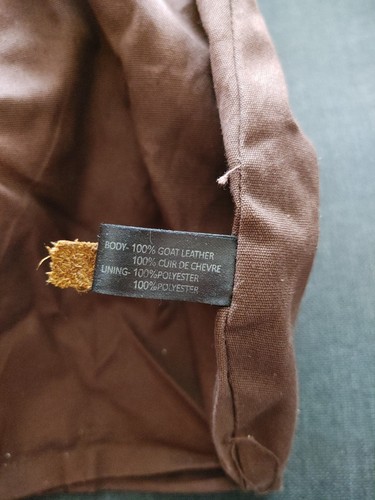 BODY- 100% GOAT LEATHER
100% CUIR DE CHEVRE
LINING- 100%POLYESTER
100%POLYESTER